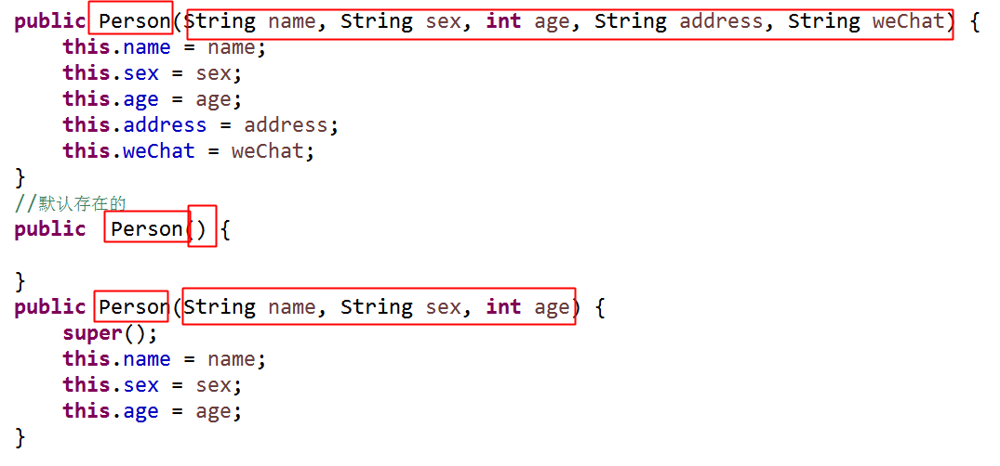 public Person(String name, String sex, int age, String address, String weChat) {
    this.name = name;
    this.sex = sex;
    this.age = age;
    this.address = address;
    this.weChat = weChat;
}
//默认存在的
public  Person() {
}
public Person(String name, String sex, int age) {
    super();
    this.name = name;
    this.sex = sex;
    this.age = age;
}